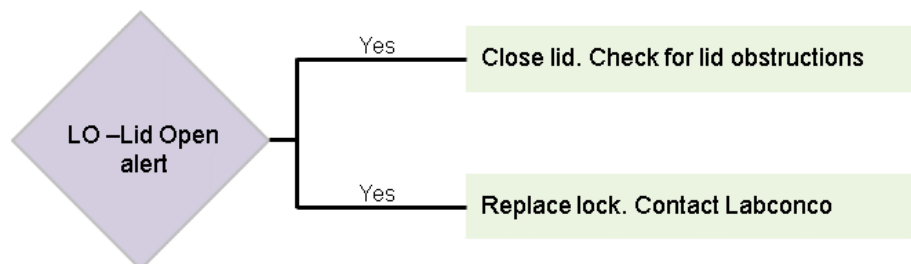 Yes
Close lid. Check for lid obstructions
LO –Lid Open
alert
Yes
Replace lock. Contact Labconco